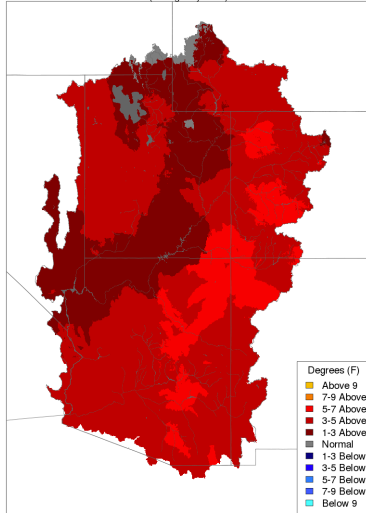 Degrees (F)
Above 9
7-9 Above
5-7 Above
3-5 Above
1-3 Above
Normal
1-3 Below
3-5 Below
5-7 Below
7-9 Below
Below 9